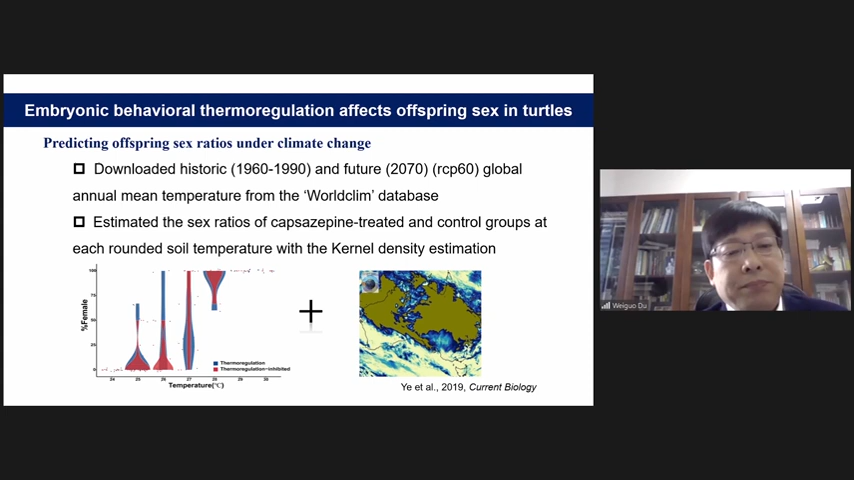 Embryonic behavioral thermoregulation affects offspring sex in turtles
Predicting offspring sex ratios under climate change
Downloaded historic (1960-1990) and future (2070) (rcp60) global
annual mean temperature from the ‘Worldclim’ database
Estimated the sex ratios of capsazepine-treated and control groups at
each rounded soil temperature with the Kernel density estimation
%Female
100
75
50
25
0
Thermoregulation
Thermoregulation-inhibited
24 25 26 27 28 29 30
Temperature(℃)
+
Ye et al., 2019, Current Biology
Weiguo Du